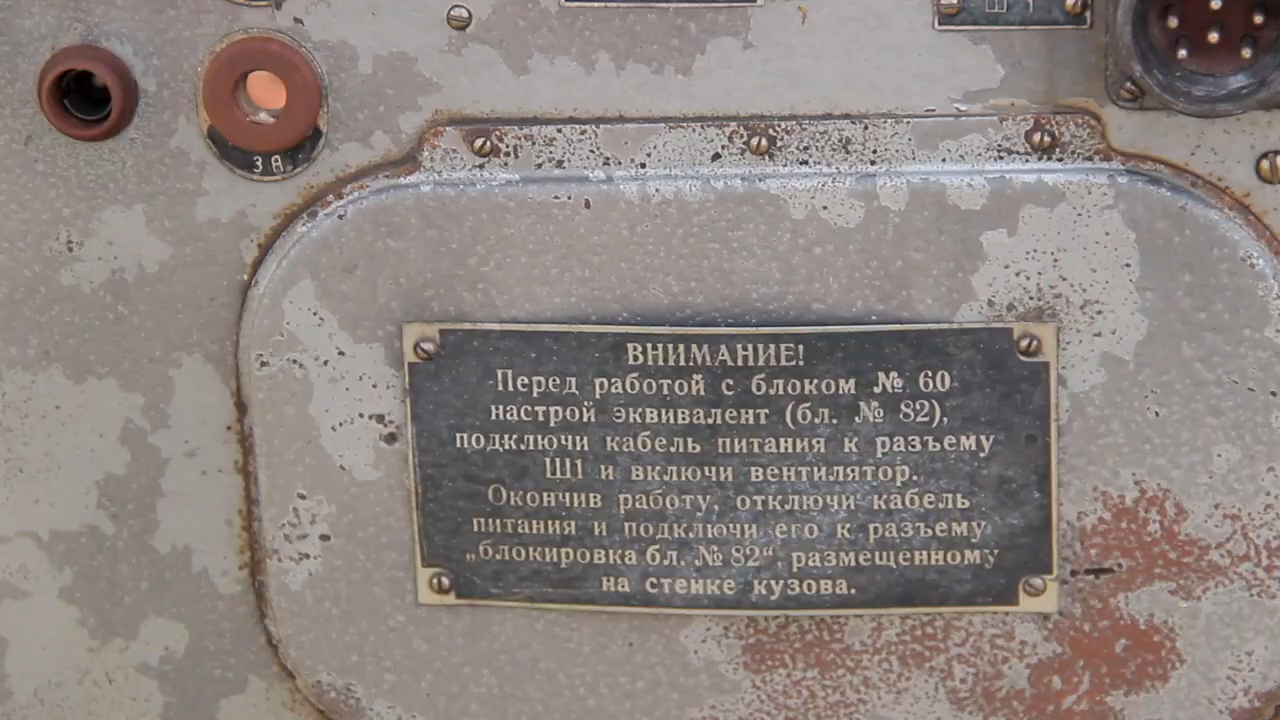 3А
ВНИМАНИЕ!
Перед работой с блоком № 60
настрой эквивалент (бл. № 82),
подключи кабель питания к разъему
Ш1 и включи вентилятор.
Окончив работу, отключи кабель
питания и подключи его к разъему
„блокировка бл. № 82“, размещенному
на стенке кузова.